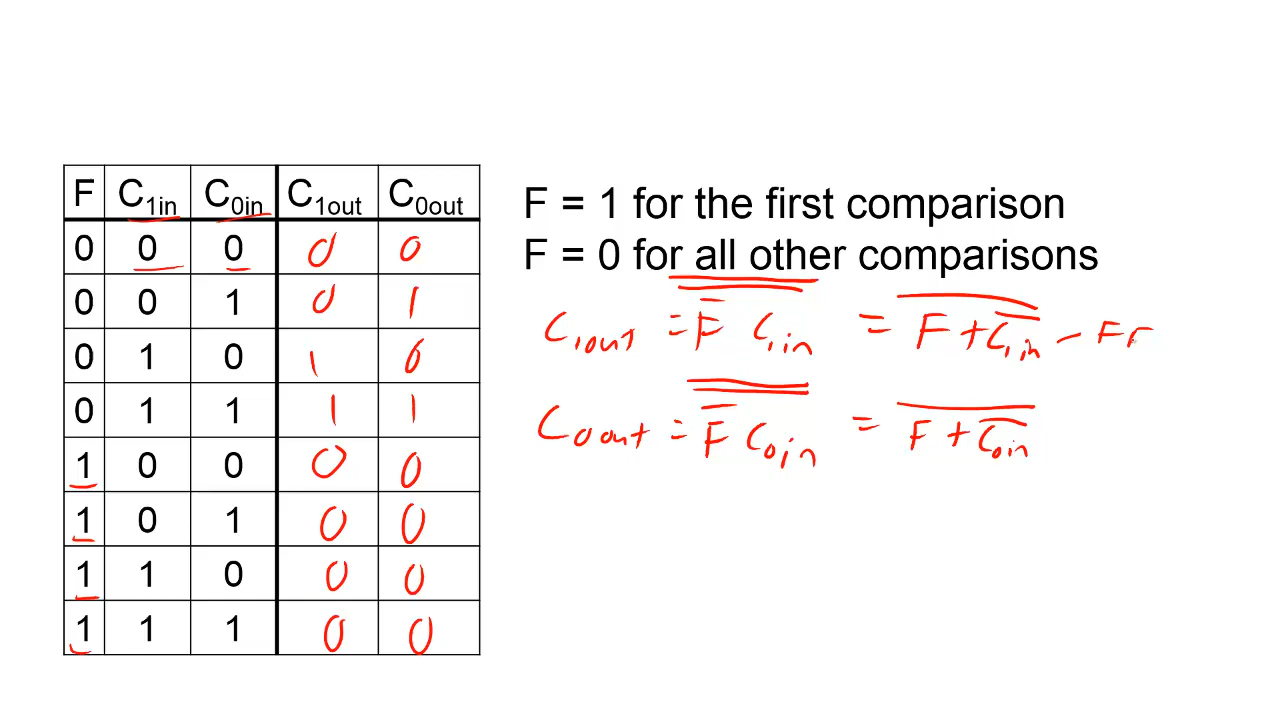 F C1in C0in C1out C0out
0 0 0 0 0
0 0 1 0 1
0 1 0 1 0
0 1 1 1 1
1 0 0 0 0
1 0 1 0 0
1 1 0 0 0
1 1 1 0 0
F = 1 for the first comparison
F = 0 for all other comparisons
C₁out = F̅ C₁in = F + C̅₁in – FF
C₀out = F̅ C₀in = F + C̅₀in